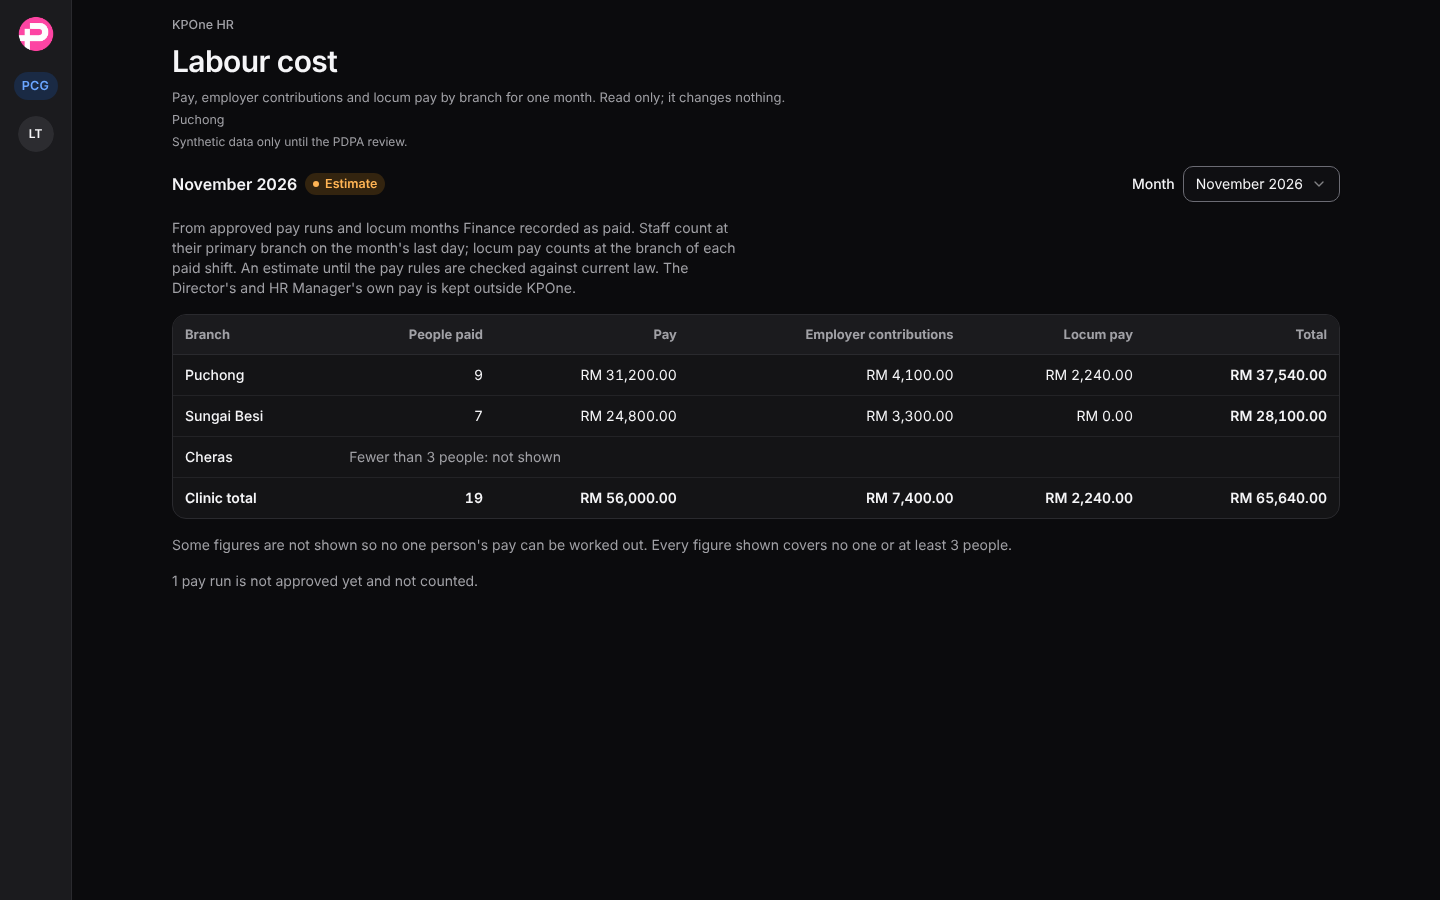 KPOne HR
Labour cost
Pay, employer contributions and locum pay by branch for one month. Read only; it changes nothing.
Puchong
Synthetic data only until the PDPA review.
PCG
LT
November 2026 Estimate
Month November 2026
From approved pay runs and locum months Finance recorded as paid. Staff count at
their primary branch on the month's last day; locum pay counts at the branch of each
paid shift. An estimate until the pay rules are checked against current law. The
Director's and HR Manager's own pay is kept outside KPOne.
Branch People paid Pay Employer contributions Locum pay Total
Puchong 9 RM 31,200.00 RM 4,100.00 RM 2,240.00 RM 37,540.00
Sungai Besi 7 RM 24,800.00 RM 3,300.00 RM 0.00 RM 28,100.00
Cheras Fewer than 3 people: not shown
Clinic total 19 RM 56,000.00 RM 7,400.00 RM 2,240.00 RM 65,640.00
Some figures are not shown so no one person's pay can be worked out. Every figure shown covers no one or at least 3 people.
1 pay run is not approved yet and not counted.